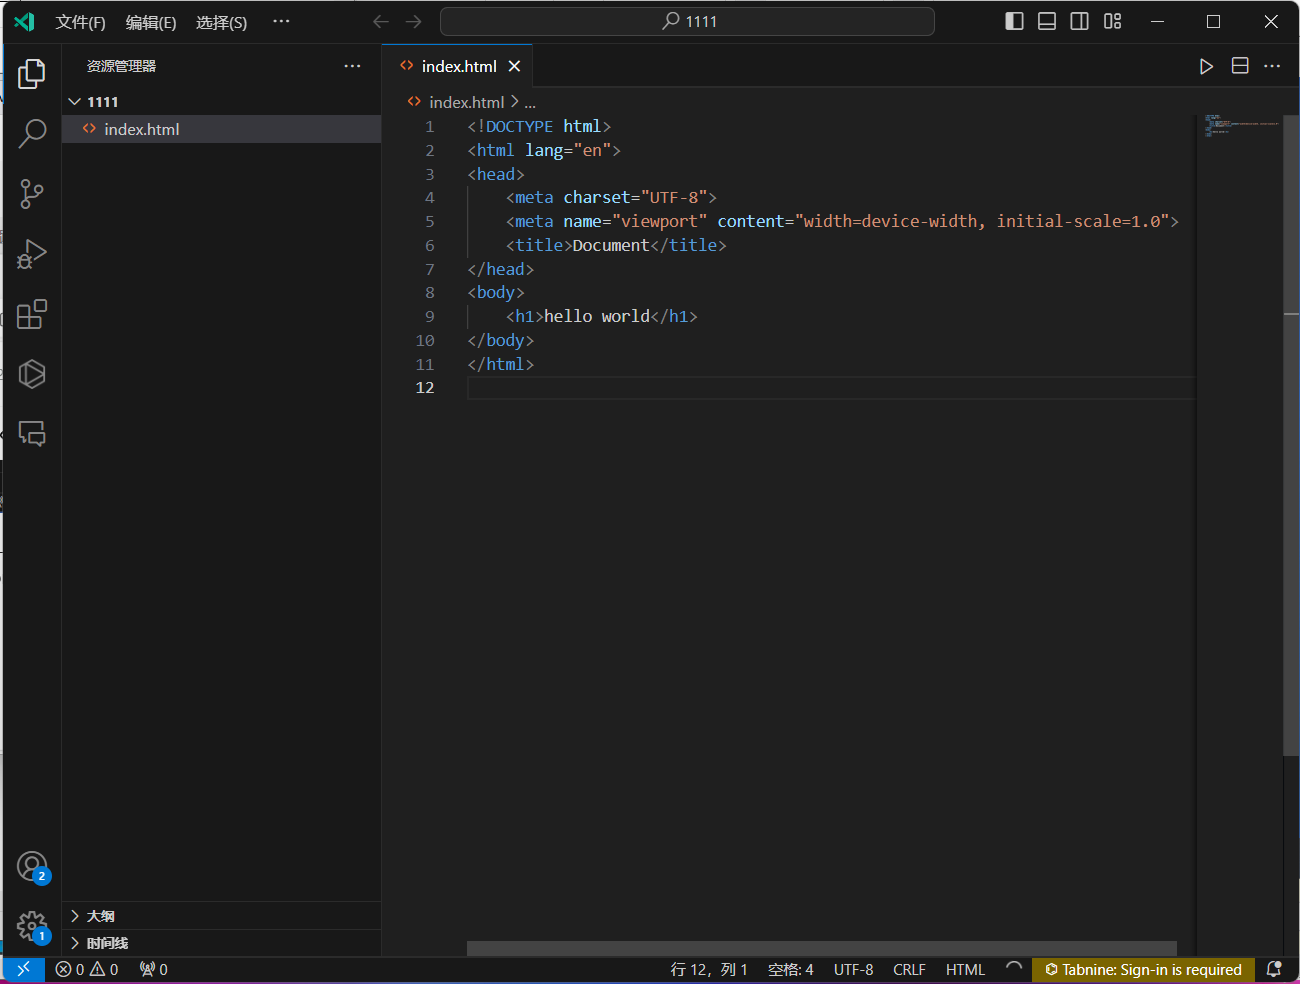 文件(F) 编辑(E) 选择(S) ··· 1111
资源管理器 ···
1111
index.html
大纲
时间线
2
1
index.html
index.html > ...
1 <!DOCTYPE html>
2 <html lang="en">
3 <head>
4     <meta charset="UTF-8">
5     <meta name="viewport" content="width=device-width, initial-scale=1.0">
6     <title>Document</title>
7 </head>
8 <body>
9     <h1>hello world</h1>
10 </body>
11 </html>
12
0 0 0 行 12，列 1 空格: 4 UTF-8 CRLF HTML Tabnine: Sign-in is required